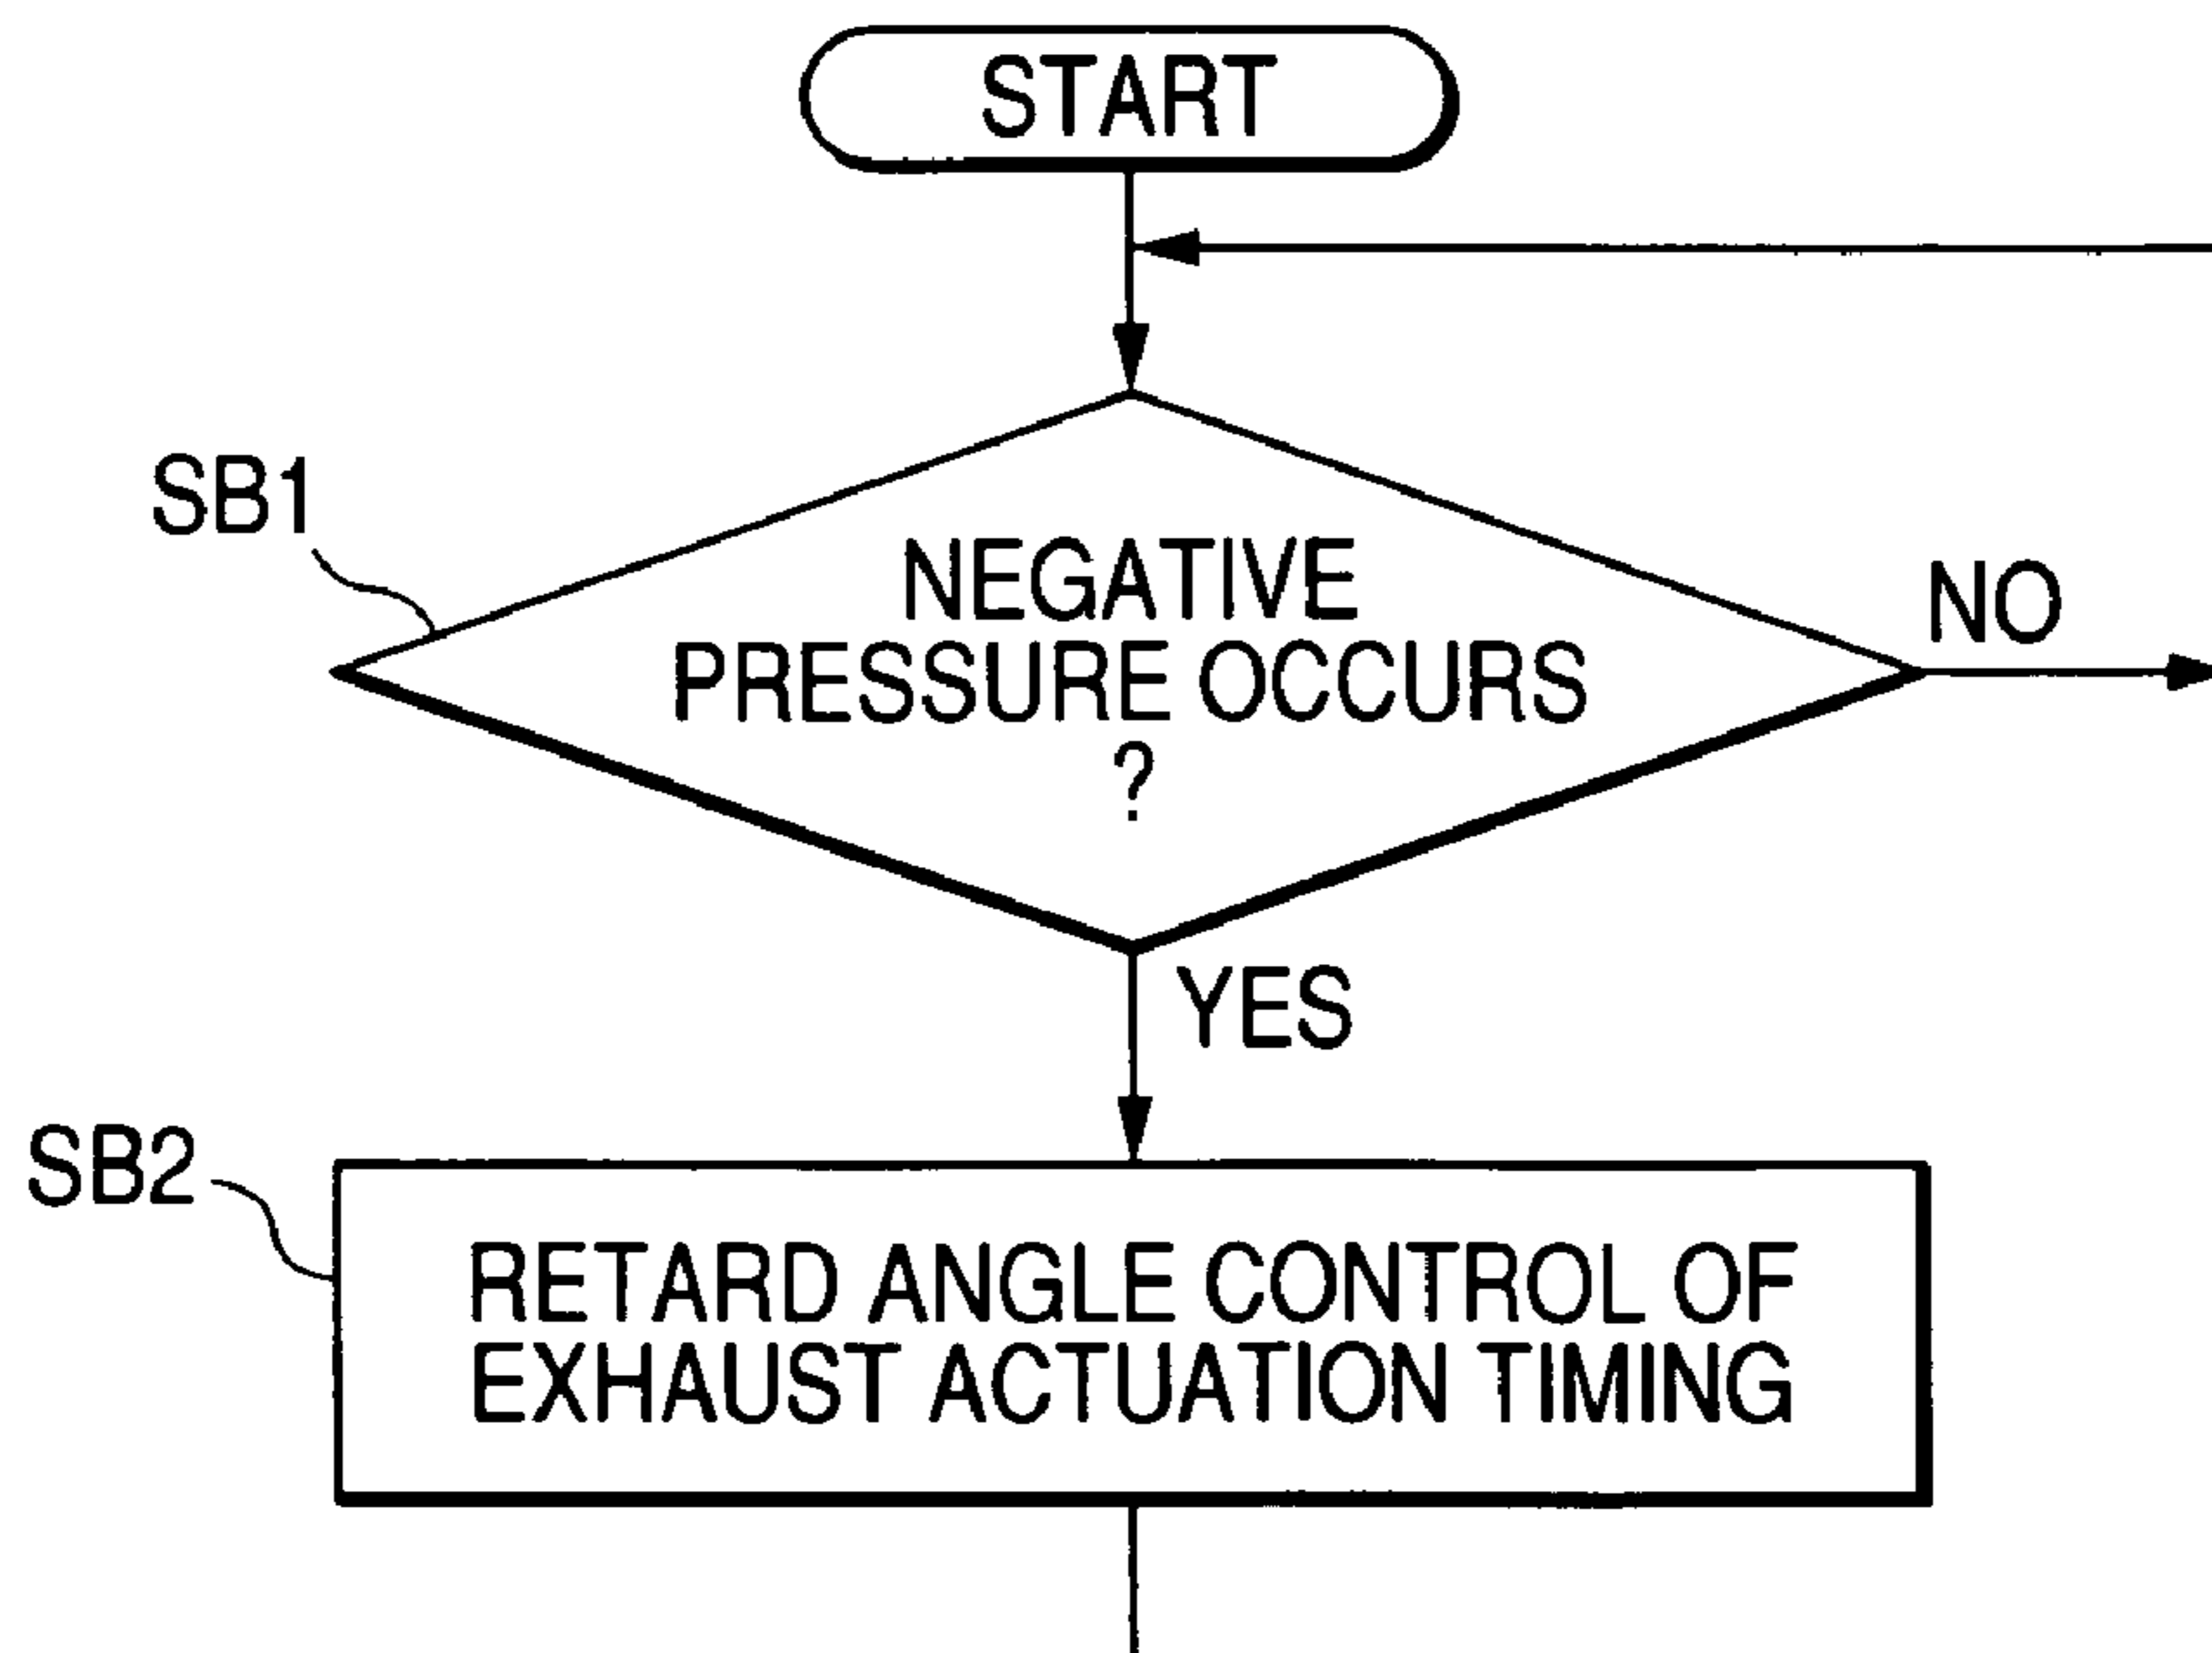 START
SB1
NEGATIVE
PRESSURE OCCURS
?
NO
YES
SB2
RETARD ANGLE CONTROL OF
EXHAUST ACTUATION TIMING